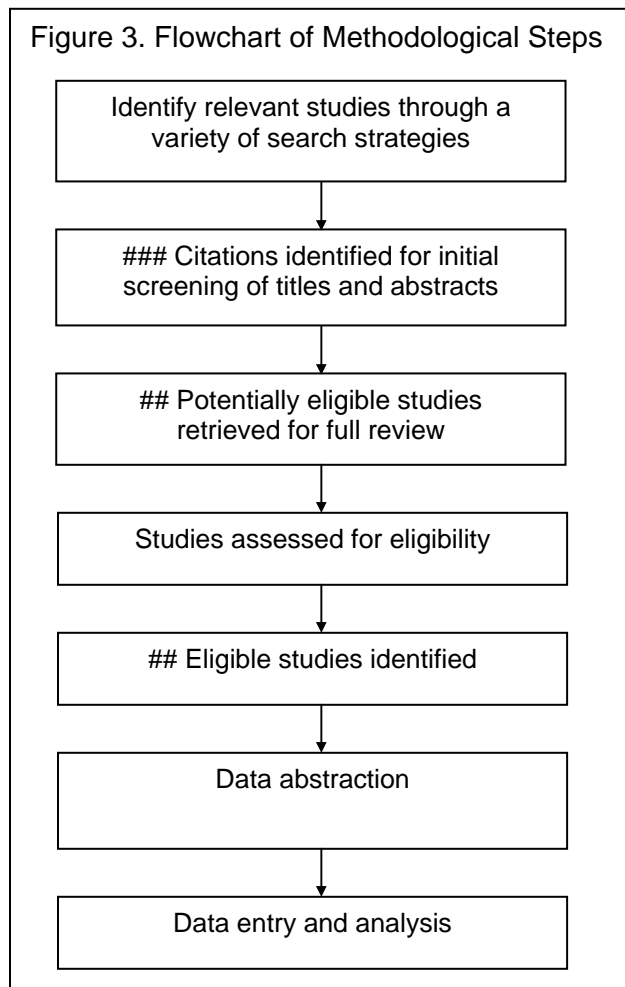 Figure 3. Flowchart of Methodological Steps
Identify relevant studies through a
variety of search strategies
### Citations identified for initial
screening of titles and abstracts
## Potentially eligible studies
retrieved for full review
Studies assessed for eligibility
## Eligible studies identified
Data abstraction
Data entry and analysis